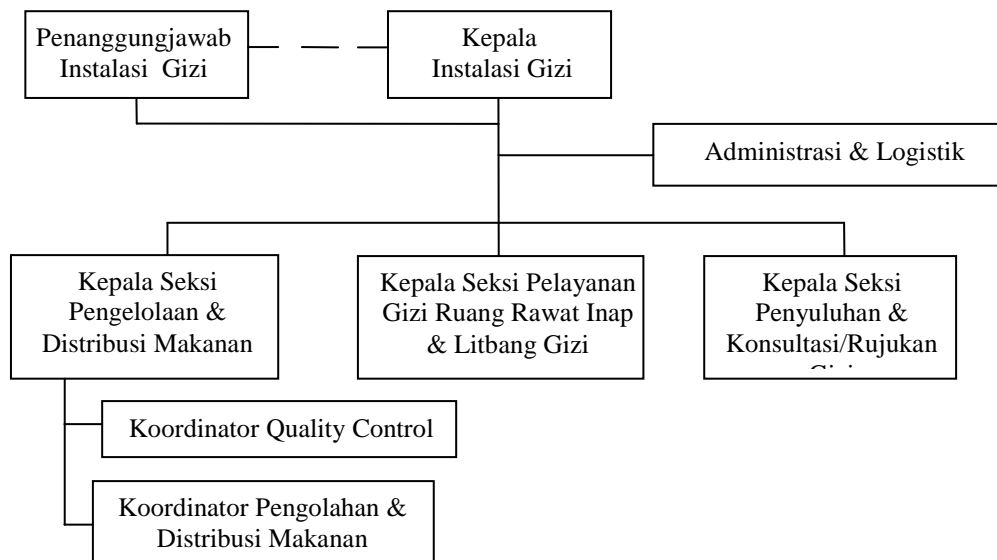 Penanggungjawab
Instalasi Gizi
Kepala
Instalasi Gizi
Administrasi & Logistik
Kepala Seksi
Pengelolaan &
Distribusi Makanan
Kepala Seksi Pelayanan
Gizi Ruang Rawat Inap
& Litbang Gizi
Kepala Seksi
Penyuluhan &
Konsultasi/Rujukan
Koordinator Quality Control
Koordinator Pengolahan &
Distribusi Makanan